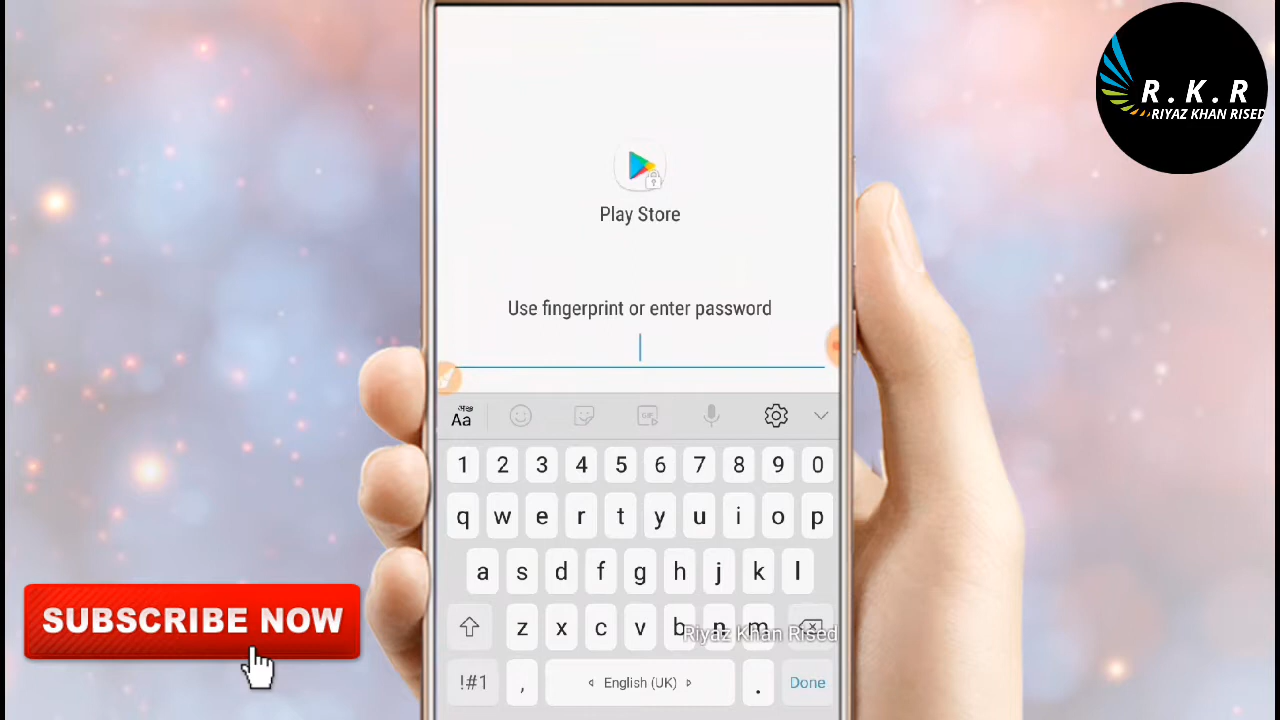 R.K.R
RIYAZ KHAN RISED
Play Store
Use fingerprint or enter password
Aa
1 2 3 4 5 6 7 8 9 0
q w e r t y u i o p
a s d f g h j k l
z x c v b n m
Riyaz Khan Rised
!#1 , English (UK) . Done
SUBSCRIBE NOW